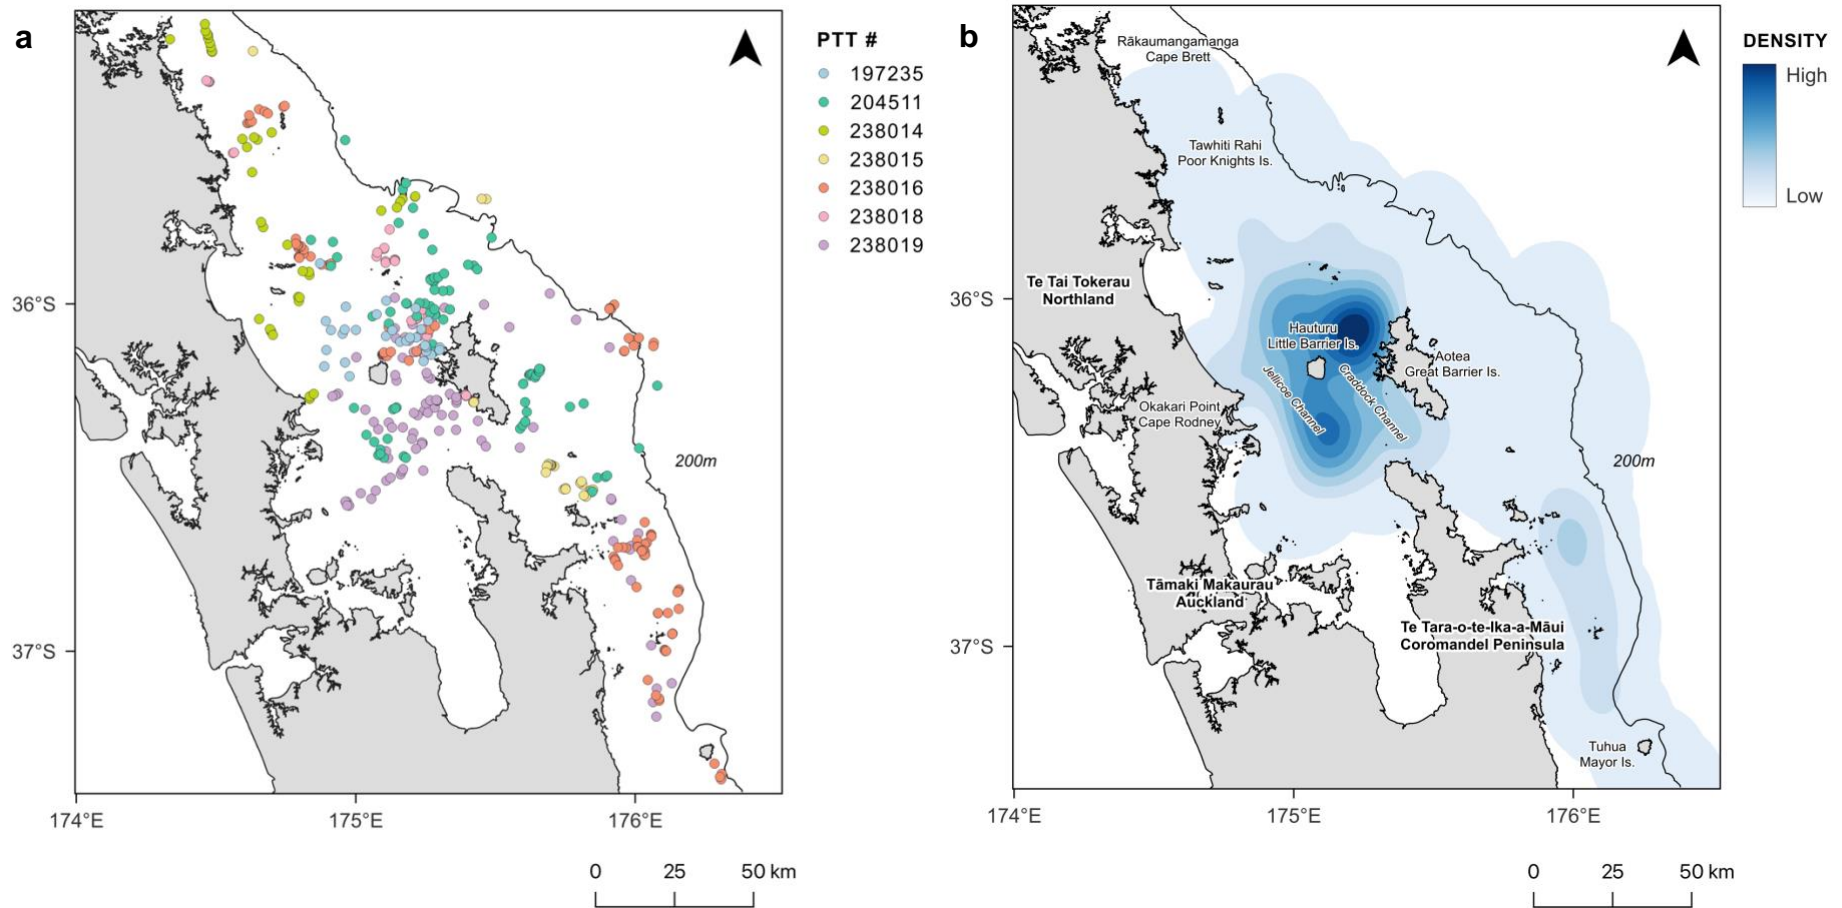 a
PTT #
197235
204511
238014
238015
238016
238018
238019
36°S
37°S
200m
174°E
175°E
176°E
0
25
50 km
b
DENSITY
High
Low
Rākaumangamanga
Cape Brett
Tawhiti Rahi
Poor Knights Is.
Te Tai Tokerau
Northland
36°S
Hauturu
Little Barrier Is.
Aotea
Great Barrier Is.
Jellicoe Channel
Craddock Channel
Okakari Point
Cape Rodney
200m
Tāmaki Makaurau
Auckland
Te Tara-o-te-Ika-a-Māui
Coromandel Peninsula
37°S
Tuhua
Mayor Is.
174°E
175°E
176°E
0
25
50 km